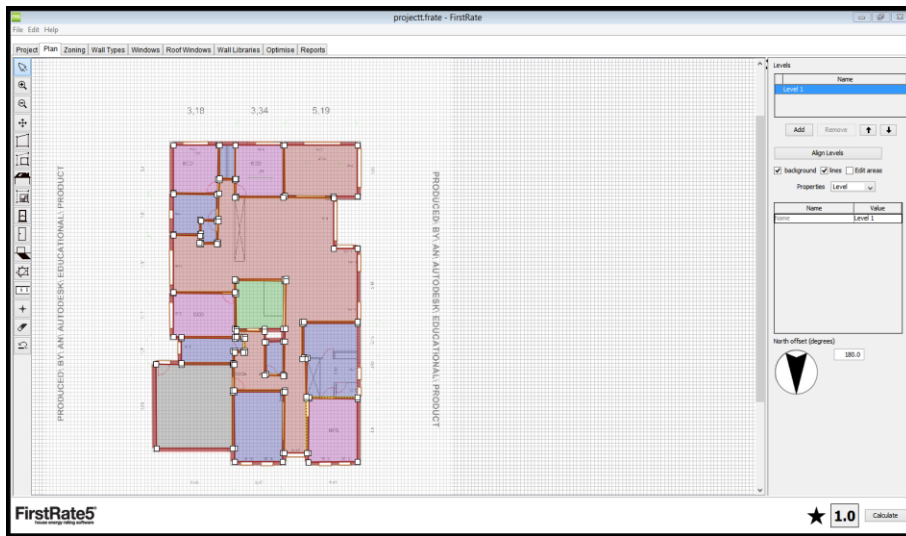 projectt.frate - FirstRate
File Edit Help
Project Plan Zoning Wall Types Windows Roof Windows Wall Libraries Optimise Reports
3,18 3,34 5,19
PRODUCED\ BY\ AN\ AUTODESK\ EDUCATIONAL\ PRODUCT
PRODUCED\ BY\ AN\ AUTODESK\ EDUCATIONAL\ PRODUCT
Levels
Name
Level 1
Add Remove
Align Levels
background lines Edit areas
Properties Level
Name Value
Name Level 1
North offset (degrees)
180.0
FirstRate5
house energy rating software
1.0 Calculate